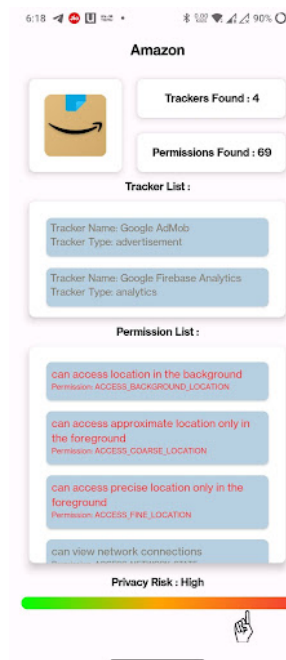 6:18
90%
Amazon
Trackers Found : 4
Permissions Found : 69
Tracker List :
Tracker Name: Google AdMob
Tracker Type: advertisement
Tracker Name: Google Firebase Analytics
Tracker Type: analytics
Permission List :
can access location in the background
Permission: ACCESS_BACKGROUND_LOCATION
can access approximate location only in
the foreground
Permission: ACCESS_COARSE_LOCATION
can access precise location only in the
foreground
Permission: ACCESS_FINE_LOCATION
can view network connections
Privacy Risk : High